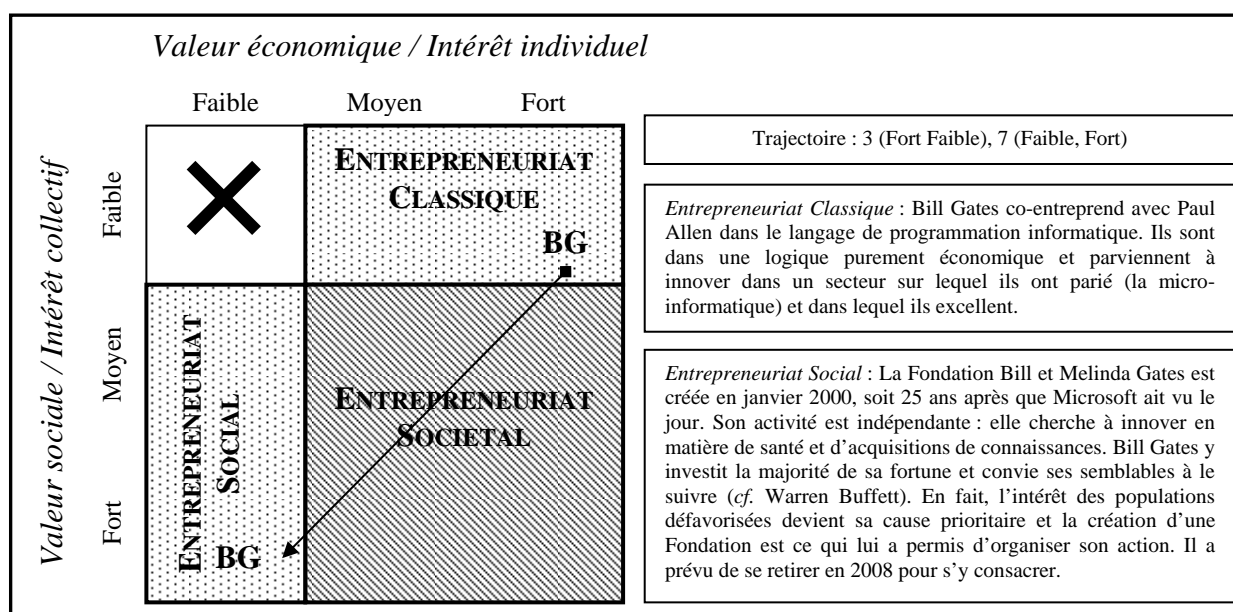 Valeur économique / Intérêt individuel
Faible Moyen Fort
Valeur sociale / Intérêt collectif
Faible
Moyen
Fort
ENTREPRENEURIAT
CLASSIQUE
BG
ENTREPRENEURIAT
SOCIAL
BG
ENTREPRENEURIAT
SOCIETAL
Trajectoire : 3 (Fort Faible), 7 (Faible, Fort)
Entrepreneuriat Classique : Bill Gates co-entreprend avec Paul
Allen dans le langage de programmation informatique. Ils sont
dans une logique purement économique et parviennent à
innover dans un secteur sur lequel ils ont parié (la micro-
informatique) et dans lequel ils excellent.
Entrepreneuriat Social : La Fondation Bill et Melinda Gates est
créée en janvier 2000, soit 25 ans après que Microsoft ait vu le
jour. Son activité est indépendante : elle cherche à innover en
matière de santé et d’acquisitions de connaissances. Bill Gates y
investit la majorité de sa fortune et convie ses semblables à le
suivre (cf. Warren Buffett). En fait, l’intérêt des populations
défavorisées devient sa cause prioritaire et la création d’une
Fondation est ce qui lui a permis d’organiser son action. Il a
prévu de se retirer en 2008 pour s’y consacrer.